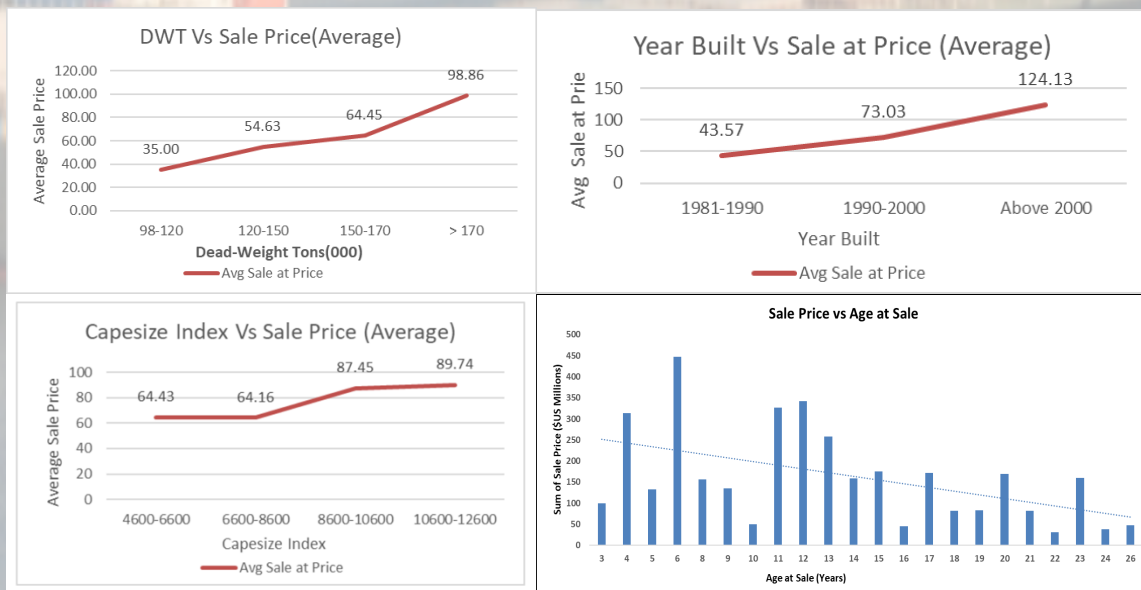 DWT Vs Sale Price(Average)
120.00
100.00
80.00
60.00
40.00
20.00
0.00
Average Sale Price
35.00
54.63
64.45
98.86
98-120
120-150
150-170
> 170
Dead-Weight Tons(000)
Avg Sale at Price
Year Built Vs Sale at Price (Average)
150
100
50
0
Avg Sale at Prie
43.57
73.03
124.13
1981-1990
1990-2000
Above 2000
Year Built
Avg Sale at Price
Capesize Index Vs Sale Price (Average)
100
80
60
40
20
0
Average Sale Price
64.43
64.16
87.45
89.74
4600-6600
6600-8600
8600-10600
10600-12600
Capesize Index
Avg Sale at Price
Sale Price vs Age at Sale
500
450
400
350
300
250
200
150
100
50
0
Sum of Sale Price ($US Millions)
3 4 5 6 8 9 10 11 12 13 14 15 16 17 18 19 20 21 22 23 24 26
Age at Sale (Years)